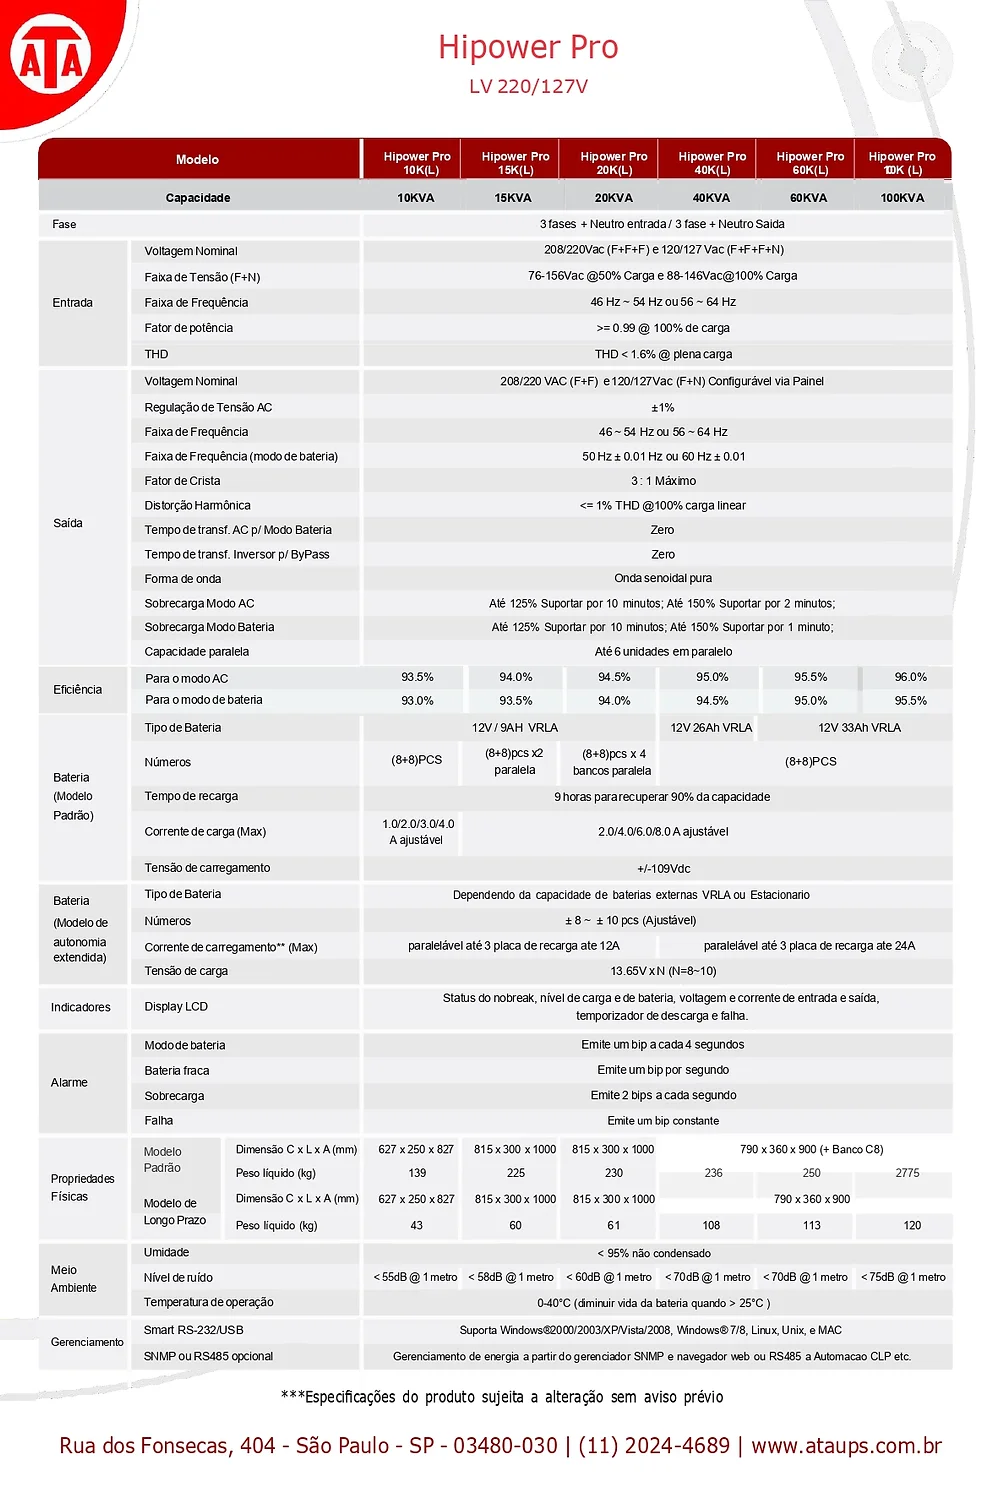 ATA
Hipower Pro
LV 220/127V
Modelo
Hipower Pro 10K(L)
Hipower Pro 15K(L)
Hipower Pro 20K(L)
Hipower Pro 40K(L)
Hipower Pro 60K(L)
Hipower Pro 100K (L)
Capacidade 10KVA 15KVA 20KVA 40KVA 60KVA 100KVA
Fase 3 fases + Neutro entrada / 3 fase + Neutro Saida
Entrada
Voltagem Nominal 208/220Vac (F+F+F) e 120/127 Vac (F+F+F+N)
Faixa de Tensão (F+N) 76-156Vac @50% Carga e 88-146Vac@100% Carga
Faixa de Frequência 46 Hz ~ 54 Hz ou 56 ~ 64 Hz
Fator de potência >= 0.99 @ 100% de carga
THD THD < 1.6% @ plena carga
Saída
Voltagem Nominal 208/220 VAC (F+F) e 120/127Vac (F+N) Configurável via Painel
Regulação de Tensão AC ±1%
Faixa de Frequência 46 ~ 54 Hz ou 56 ~ 64 Hz
Faixa de Frequência (modo de bateria) 50 Hz ± 0.01 Hz ou 60 Hz ± 0.01
Fator de Crista 3 : 1 Máximo
Distorção Harmônica <= 1% THD @100% carga linear
Tempo de transf. AC p/ Modo Bateria Zero
Tempo de transf. Inversor p/ ByPass Zero
Forma de onda Onda senoidal pura
Sobrecarga Modo AC Até 125% Suportar por 10 minutos; Até 150% Suportar por 2 minutos;
Sobrecarga Modo Bateria Até 125% Suportar por 10 minutos; Até 150% Suportar por 1 minuto;
Capacidade paralela Até 6 unidades em paralelo
Eficiência
Para o modo AC 93.5% 94.0% 94.5% 95.0% 95.5% 96.0%
Para o modo de bateria 93.0% 93.5% 94.0% 94.5% 95.0% 95.5%
Bateria
(Modelo
Padrão)
Tipo de Bateria 12V / 9AH VRLA 12V 26Ah VRLA 12V 33Ah VRLA
Números (8+8)PCS (8+8)pcs x2 paralela (8+8)pcs x 4 bancos paralela (8+8)PCS
Tempo de recarga 9 horas para recuperar 90% da capacidade
Corrente de carga (Max) 1.0/2.0/3.0/4.0 A ajustável 2.0/4.0/6.0/8.0 A ajustável
Tensão de carregamento +/-109Vdc
Bateria
(Modelo de
autonomia
extendida)
Tipo de Bateria Dependendo da capacidade de baterias externas VRLA ou Estacionario
Números ± 8 ~ ± 10 pcs (Ajustável)
Corrente de carregamento** (Max) paralelável até 3 placa de recarga ate 12A paralelável até 3 placa de recarga ate 24A
Tensão de carga 13.65V x N (N=8~10)
Indicadores
Display LCD Status do nobreak, nível de carga e de bateria, voltagem e corrente de entrada e saída,
temporizador de descarga e falha.
Alarme
Modo de bateria Emite um bip a cada 4 segundos
Bateria fraca Emite um bip por segundo
Sobrecarga Emite 2 bips a cada segundo
Falha Emite um bip constante
Propriedades
Físicas
Modelo
Padrão
Dimensão C x L x A (mm) 627 x 250 x 827 815 x 300 x 1000 815 x 300 x 1000 790 x 360 x 900 (+ Banco C8)
Peso líquido (kg) 139 225 230 236 250 2775
Modelo de
Longo Prazo
Dimensão C x L x A (mm) 627 x 250 x 827 815 x 300 x 1000 815 x 300 x 1000 790 x 360 x 900
Peso líquido (kg) 43 60 61 108 113 120
Meio
Ambiente
Umidade < 95% não condensado
Nível de ruído < 55dB @ 1 metro < 58dB @ 1 metro < 60dB @ 1 metro < 70dB @ 1 metro < 70dB @ 1 metro < 75dB @ 1 metro
Temperatura de operação 0-40°C (diminuir vida da bateria quando > 25°C )
Gerenciamento
Smart RS-232/USB Suporta Windows®2000/2003/XP/Vista/2008, Windows® 7/8, Linux, Unix, e MAC
SNMP ou RS485 opcional Gerenciamento de energia a partir do gerenciador SNMP e navegador web ou RS485 a Automacao CLP etc.
***Especificações do produto sujeita a alteração sem aviso prévio
Rua dos Fonsecas, 404 - São Paulo - SP - 03480-030 | (11) 2024-4689 | www.ataups.com.br